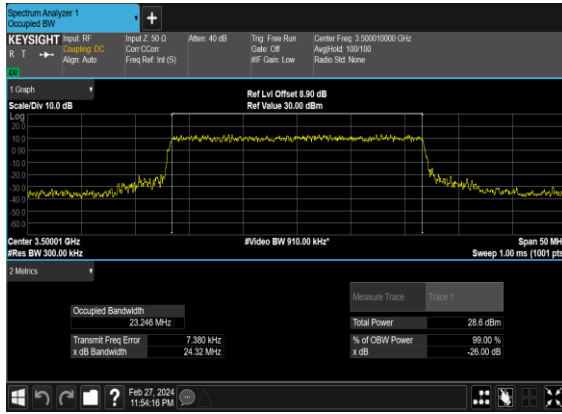 Spectrum Analyzer 1
Occupied BW
KEYSIGHT
R T
LW
Input: RF
Coupling: DC
Align: Auto
Input Z: 50 Ω
Corr CCorr
Freq Ref: Int (S)
Atten: 40 dB
Trig: Free Run
Gate: Off
#IF Gain: Low
Center Freq: 3.500010000 GHz
Avg|Hold: 100/100
Radio Std: None
1 Graph
Scale/Div 10.0 dB
Ref Lvl Offset 8.90 dB
Ref Value 30.00 dBm
Log
20.0
10.0
0.00
-10.0
-20.0
-30.0
-40.0
-50.0
-60.0
Center 3.50001 GHz
#Res BW 300.00 kHz
#Video BW 910.00 kHz*
Span 50 MH
Sweep 1.00 ms (1001 pts
2 Metrics
Measure Trace
Trace 1
Occupied Bandwidth
23.246 MHz
Total Power
28.6 dBm
Transmit Freq Error
7.380 kHz
% of OBW Power
99.00 %
x dB Bandwidth
24.32 MHz
x dB
-26.00 dB
?
Feb 27, 2024
11:54:16 PM